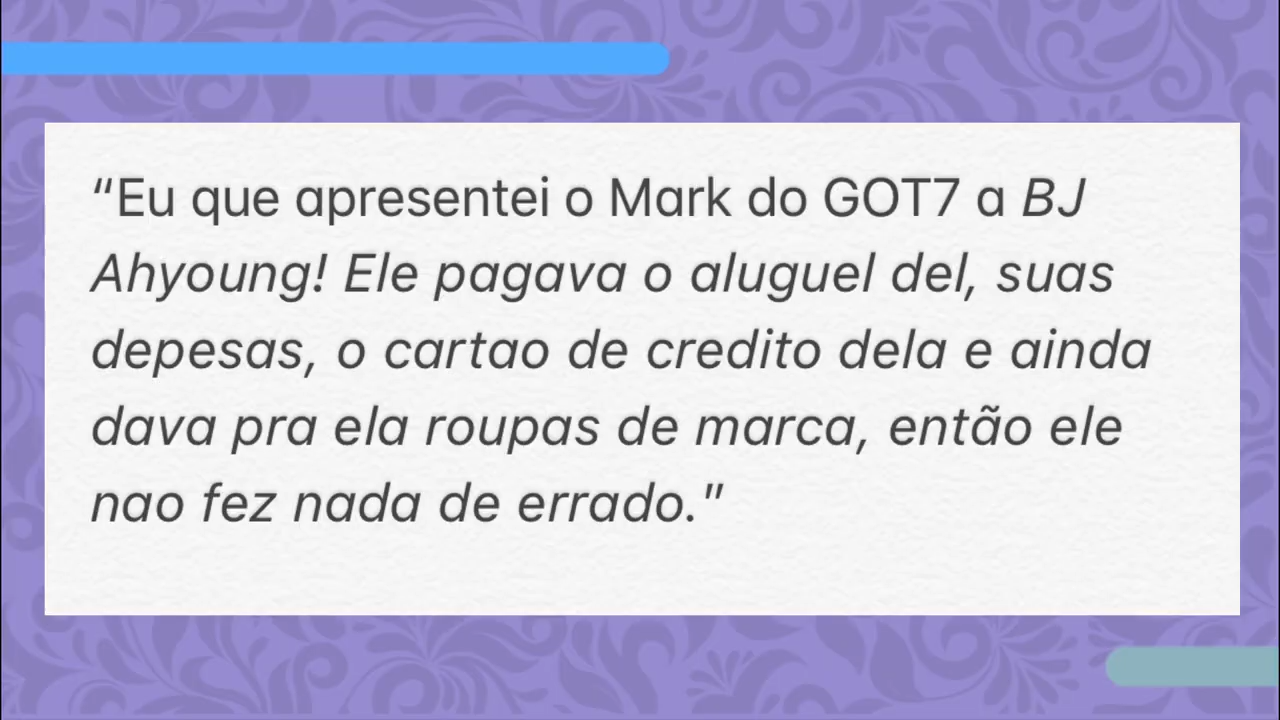 “Eu que apresentei o Mark do GOT7 a BJ
Ahyoung! Ele pagava o aluguel del, suas
depesas, o cartao de credito dela e ainda
dava pra ela roupas de marca, então ele
nao fez nada de errado."